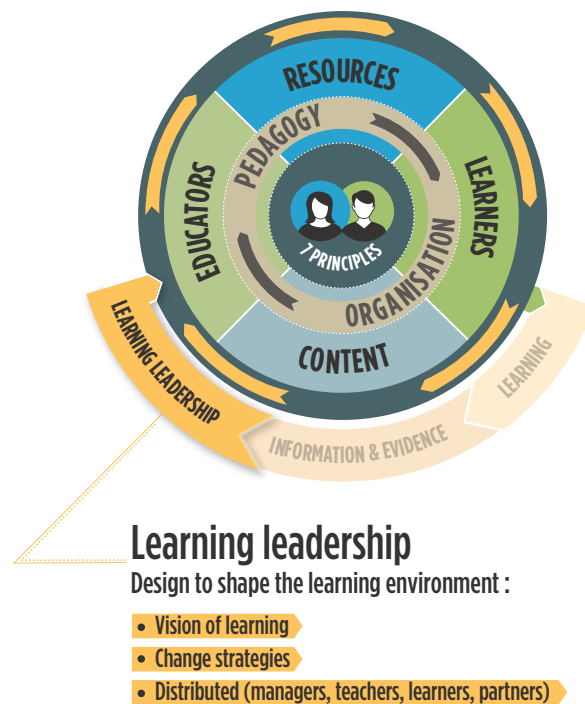 RESOURCES
PEDAGOGY
EDUCATORS
LEARNERS
7 PRINCIPLES
ORGANISATION
CONTENT
LEARNING LEADERSHIP
LEARNING
INFORMATION & EVIDENCE
Learning leadership
Design to shape the learning environment :
• Vision of learning
• Change strategies
• Distributed (managers, teachers, learners, partners)